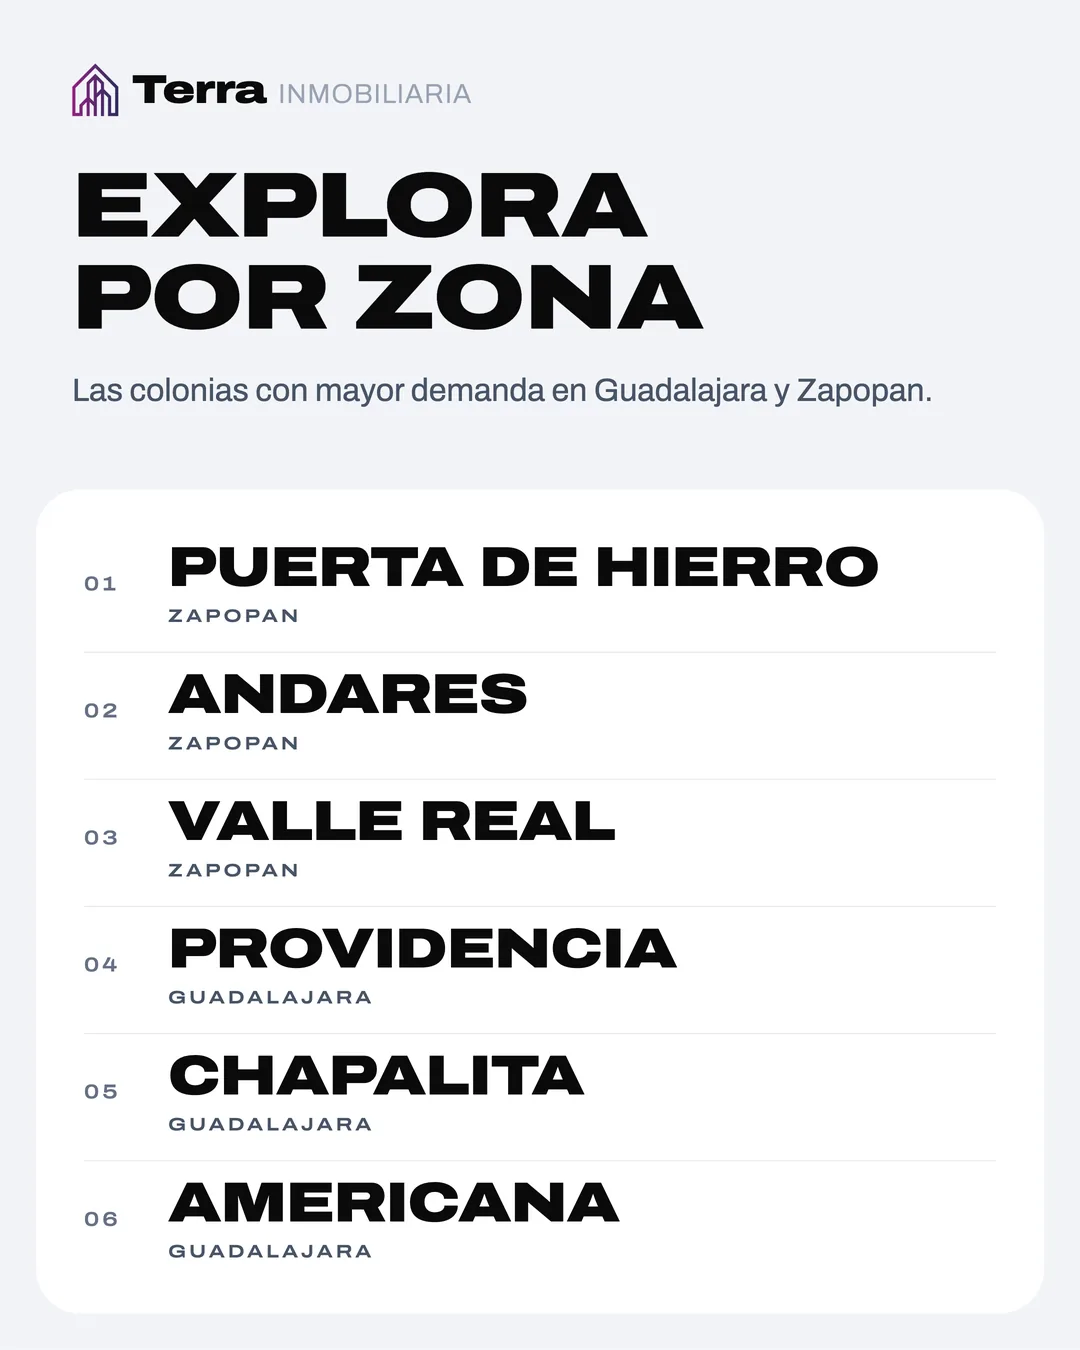 Terra INMOBILIARIA
EXPLORA
POR ZONA
Las colonias con mayor demanda en Guadalajara y Zapopan.
01 PUERTA DE HIERRO
ZAPOPAN
02 ANDARES
ZAPOPAN
03 VALLE REAL
ZAPOPAN
04 PROVIDENCIA
GUADALAJARA
05 CHAPALITA
GUADALAJARA
06 AMERICANA
GUADALAJARA